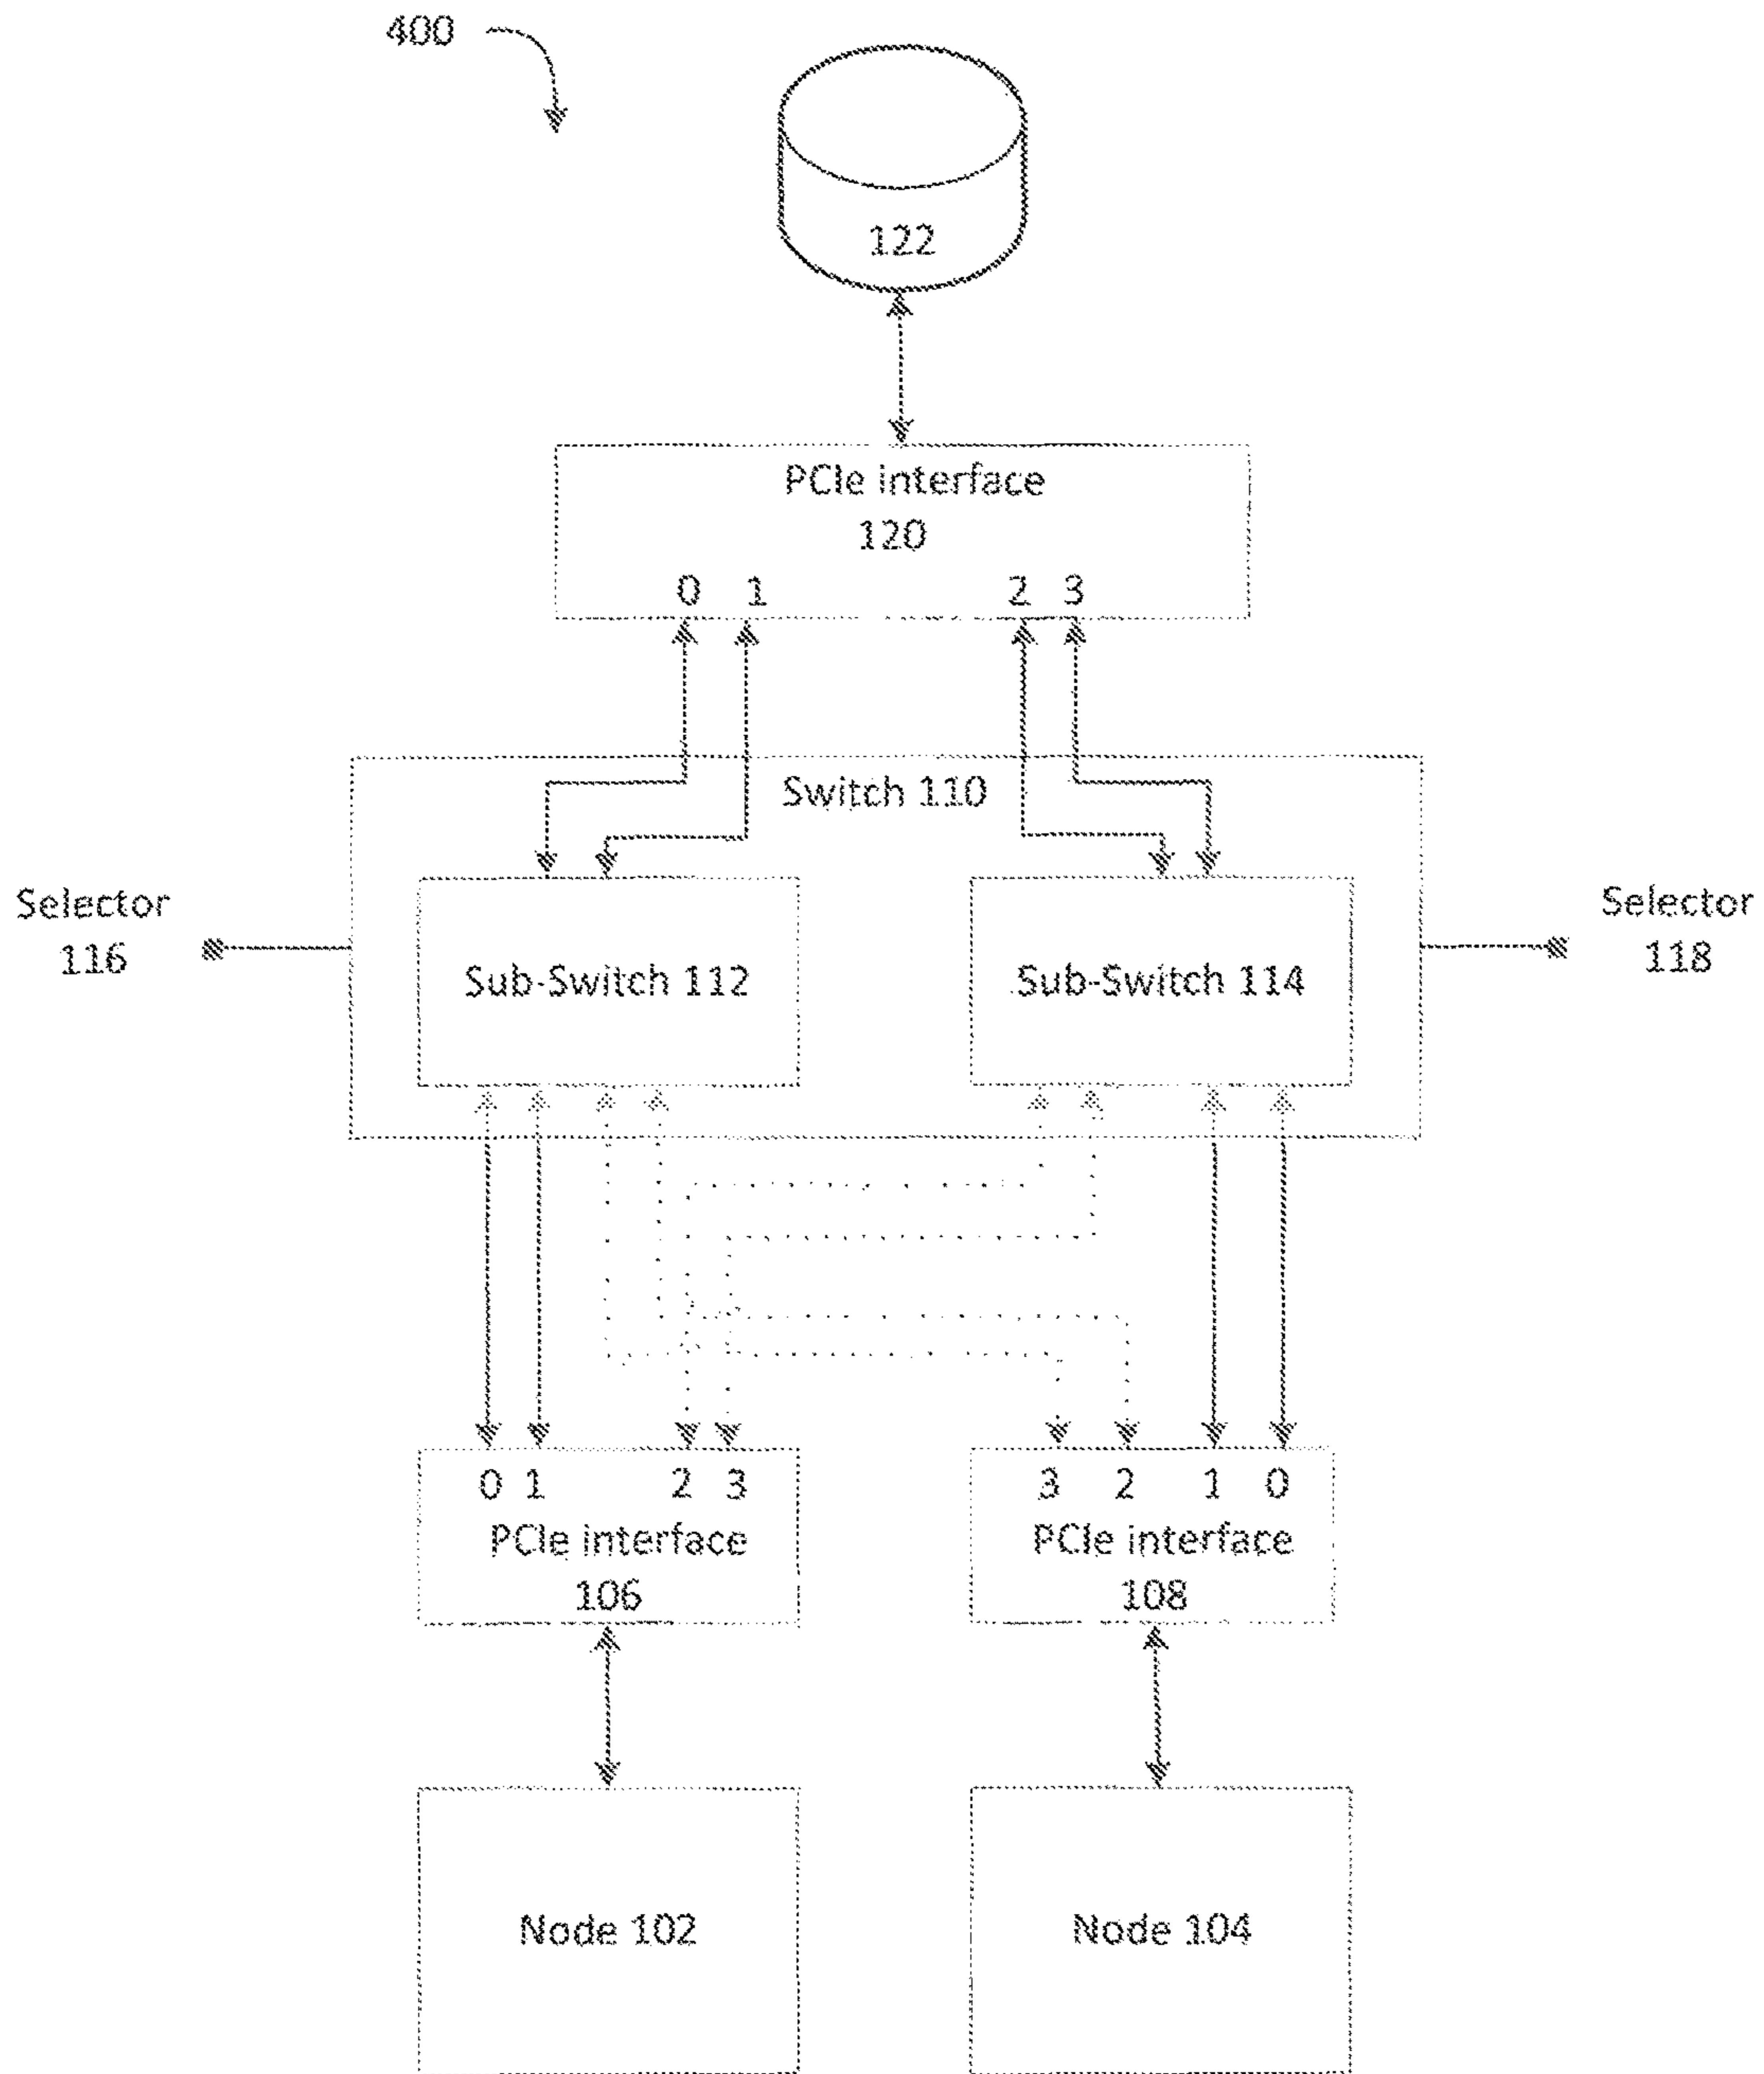 400
122
PCIe interface
120
0 1 2 3
Switch 110
Selector
116
Selector
118
Sub-Switch 112
Sub-Switch 114
0 1 2 3
PCIe interface
106
3 2 1 0
PCIe interface
108
Node 102
Node 104